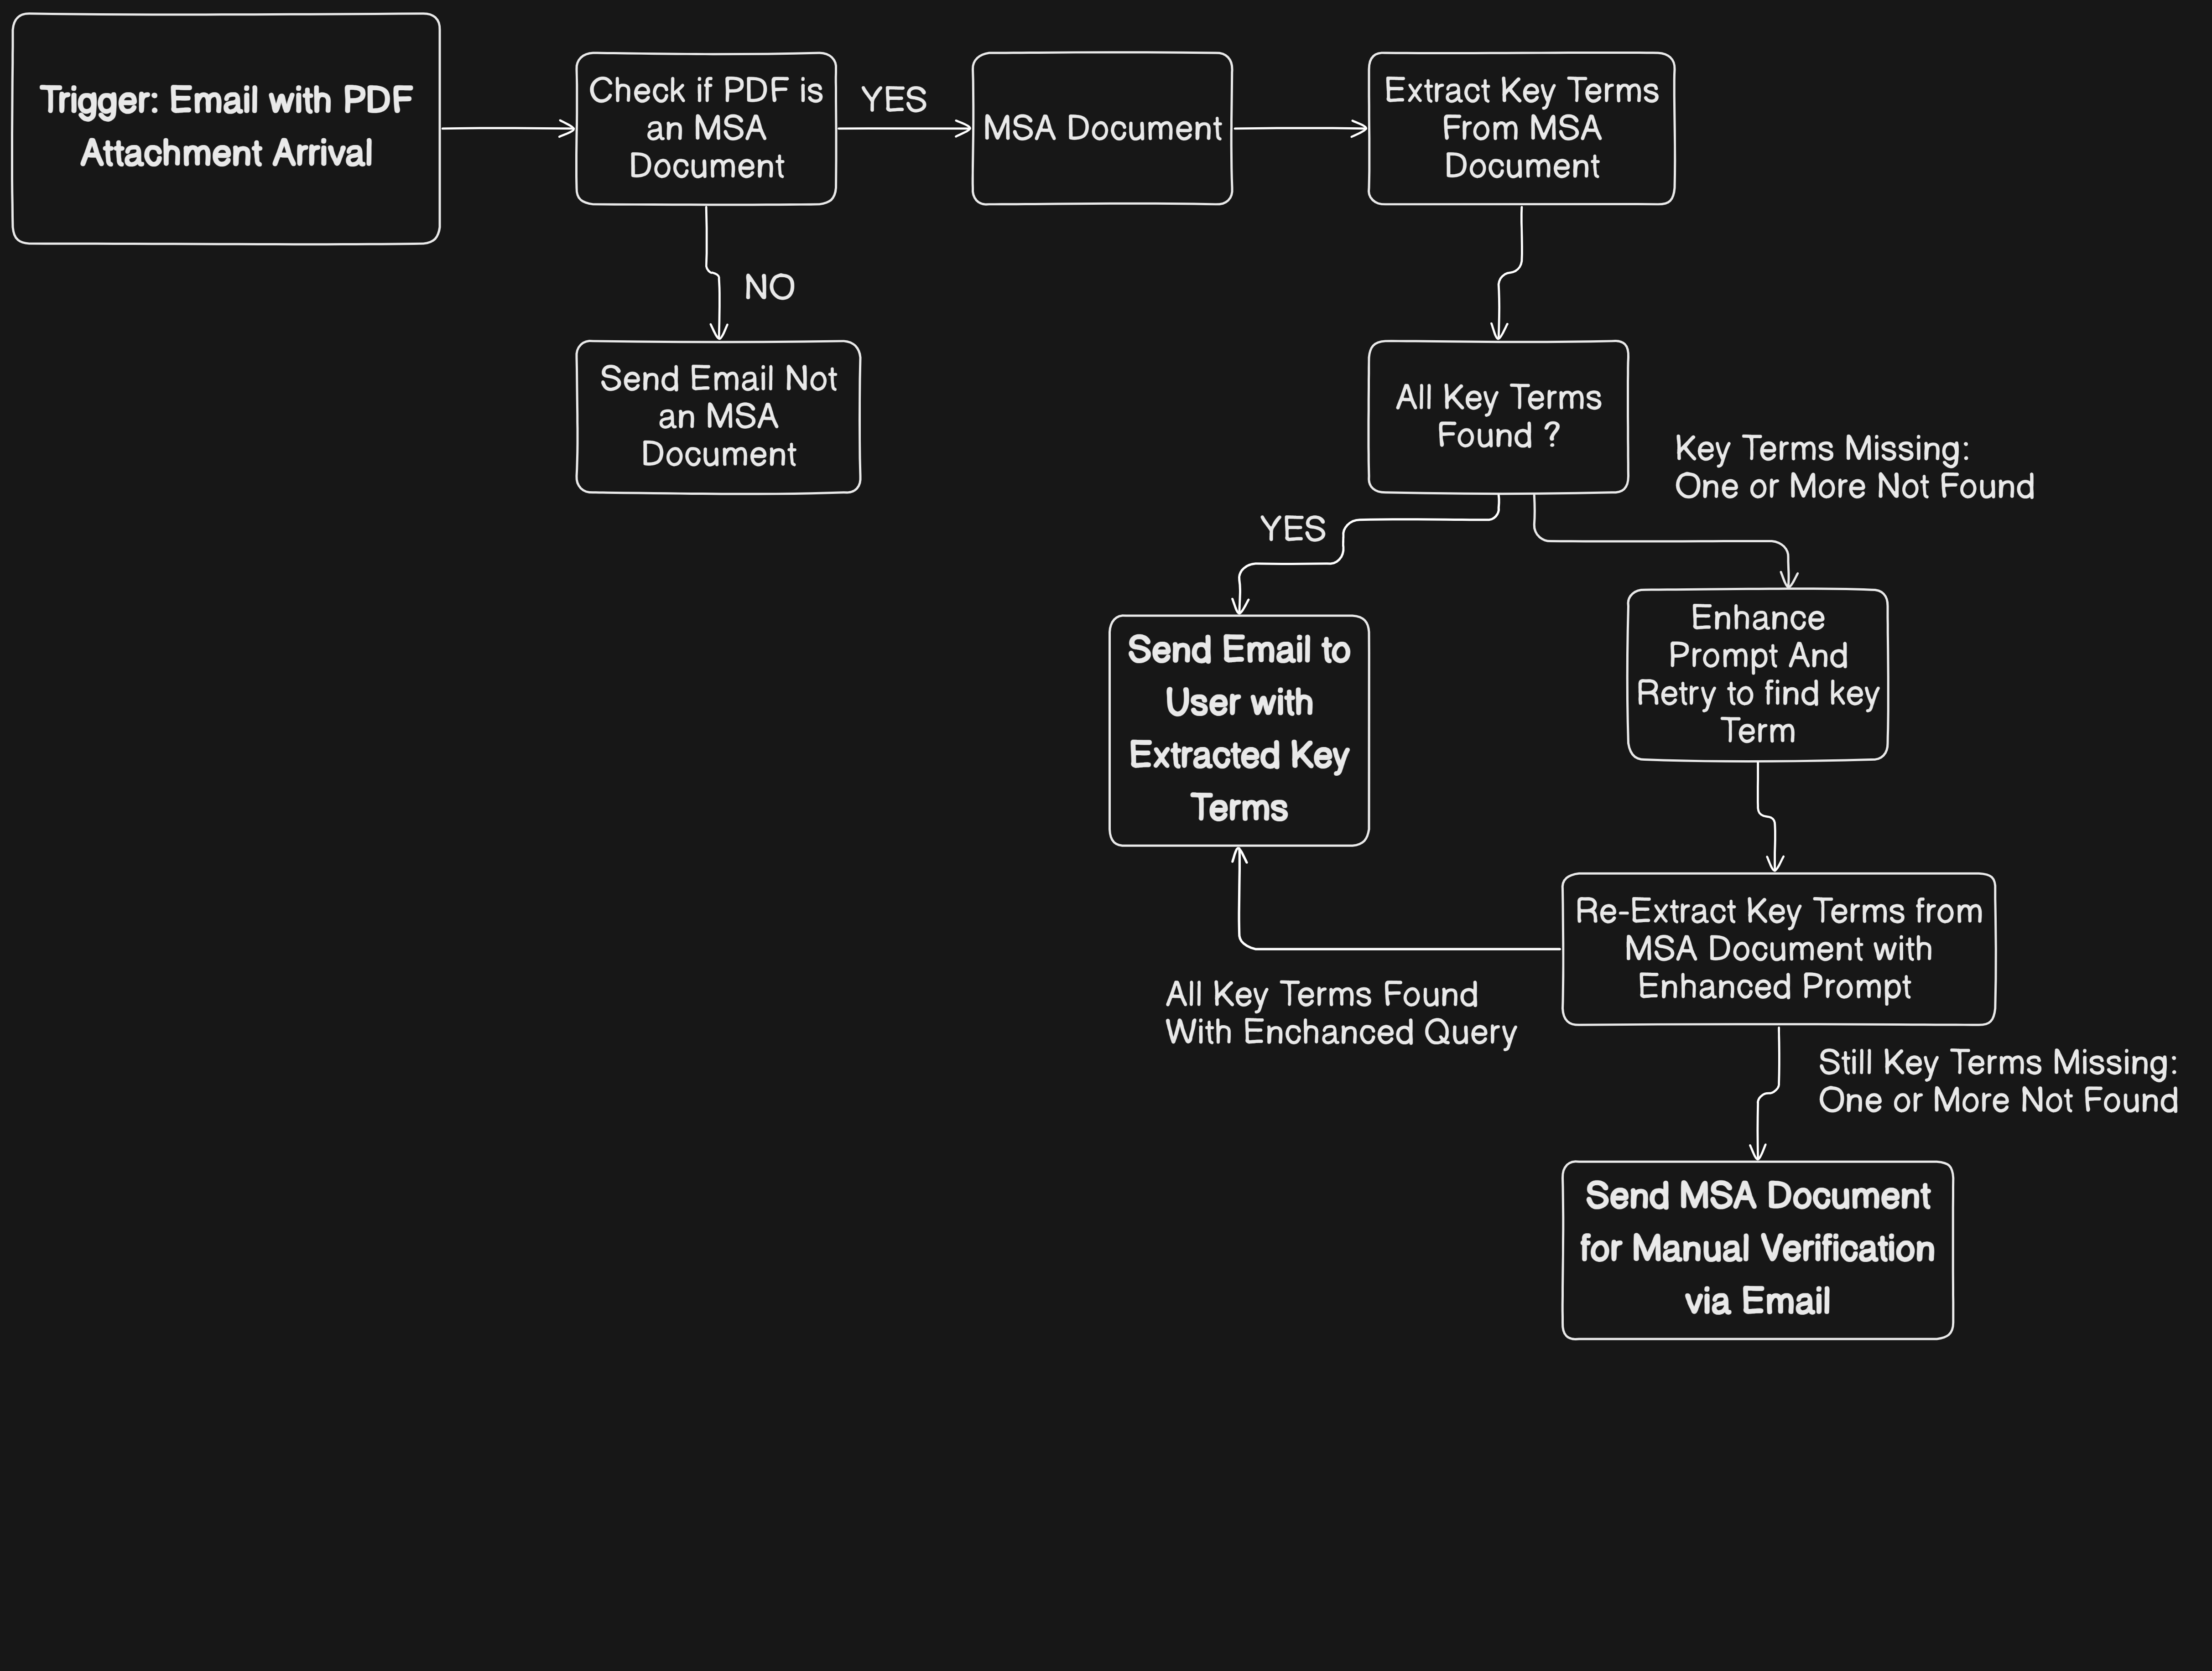 Trigger: Email with PDF
Attachment Arrival
Check if PDF is
an MSA
Document
YES
MSA Document
Extract Key Terms
From MSA
Document
NO
Send Email Not
an MSA
Document
All Key Terms
Found ?
Key Terms Missing:
One or More Not Found
YES
Send Email to
User with
Extracted Key
Terms
Enhance
Prompt And
Retry to find key
Term
Re-Extract Key Terms from
MSA Document with
Enhanced Prompt
All Key Terms Found
With Enchanced Query
Still Key Terms Missing:
One or More Not Found
Send MSA Document
for Manual Verification
via Email